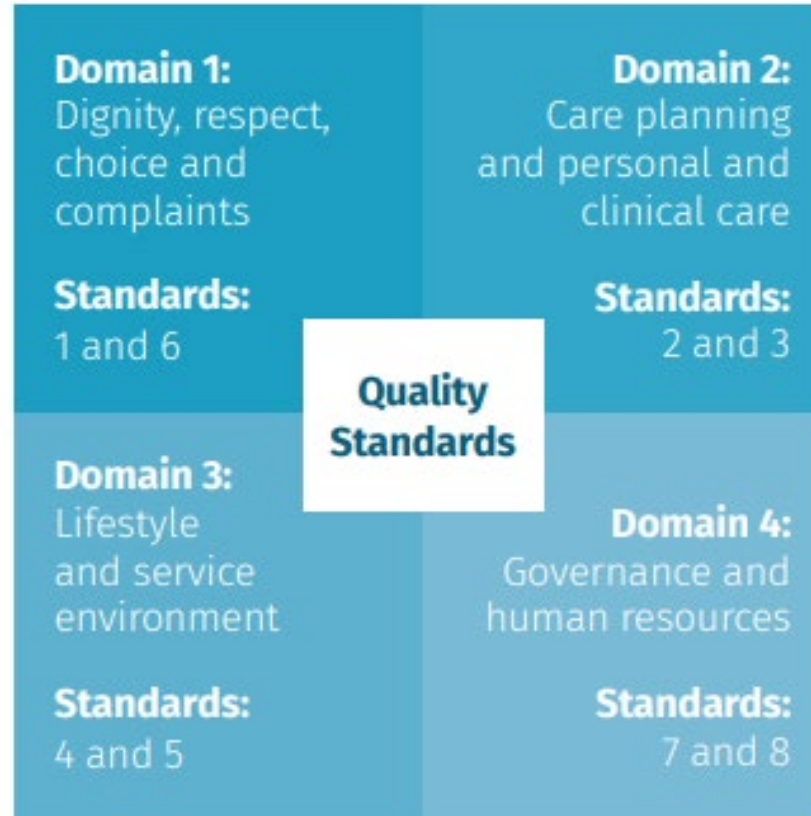 Domain 1:
Dignity, respect,
choice and
complaints
Standards:
1 and 6
Domain 2:
Care planning
and personal and
clinical care
Standards:
2 and 3
Quality
Standards
Domain 3:
Lifestyle
and service
environment
Standards:
4 and 5
Domain 4:
Governance and
human resources
Standards:
7 and 8